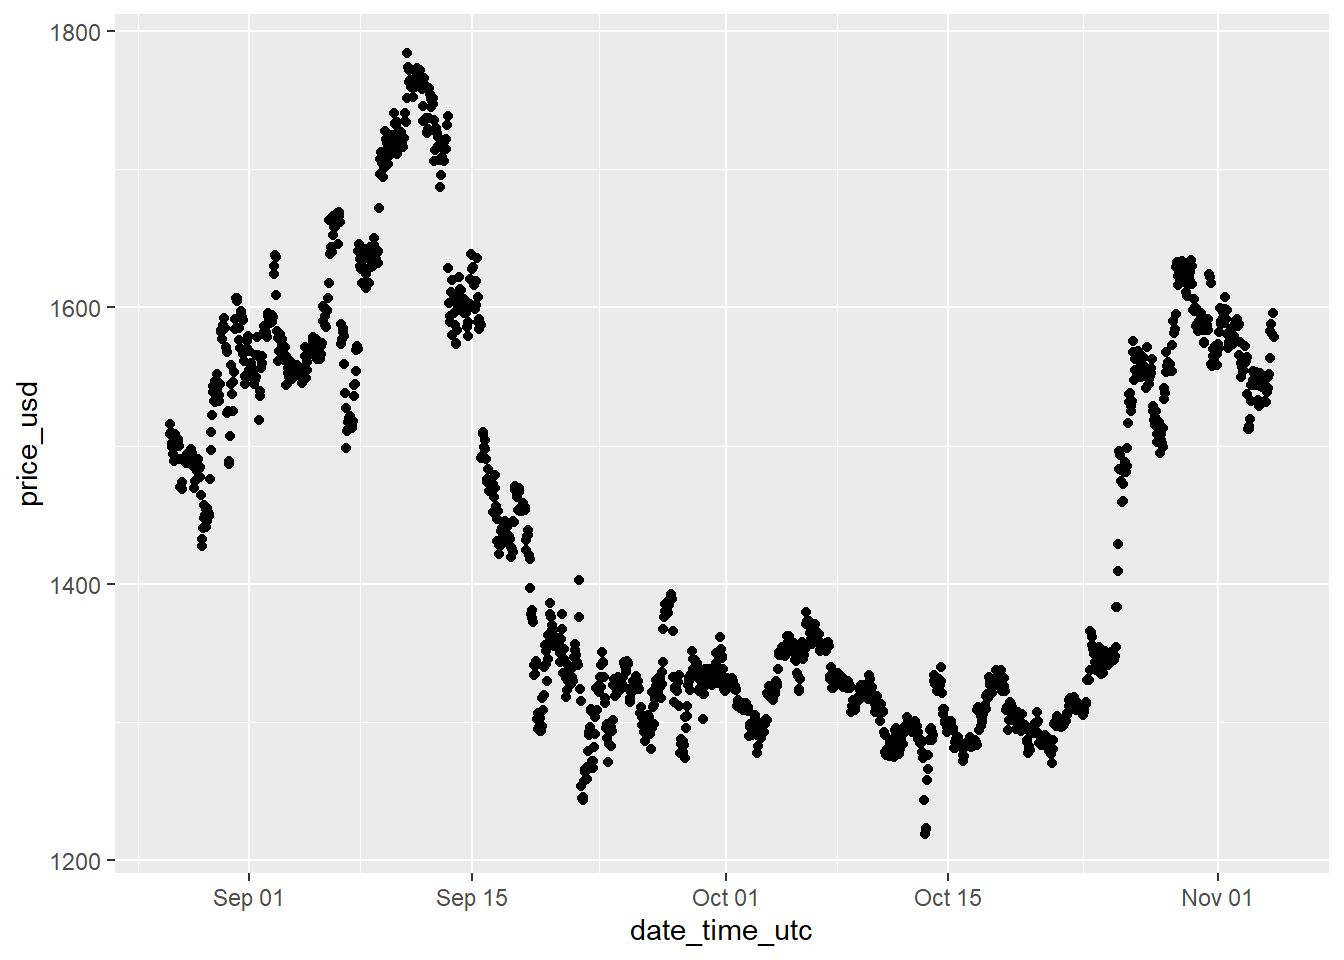 1800
1600
1400
1200
price_usd
Sep 01
Sep 15
Oct 01
Oct 15
Nov 01
date_time_utc